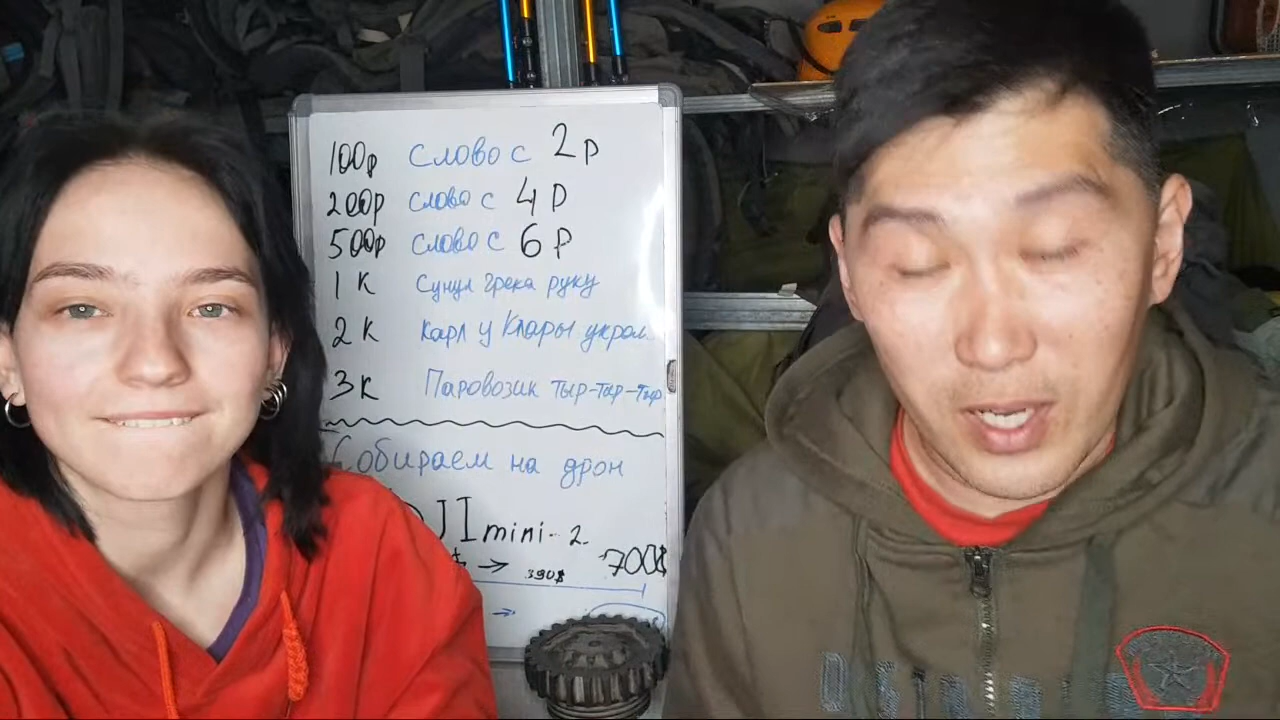 100р слово с 2 р
200р слово с 4 р
500р слово с 6 р
1 К Сунул грека руку
2 К Карл у Клары украл
3 К Паровозик тыр-тыр-тыр
Собираем на дрон
DJI mini-2
$ → 390$ 700$
→